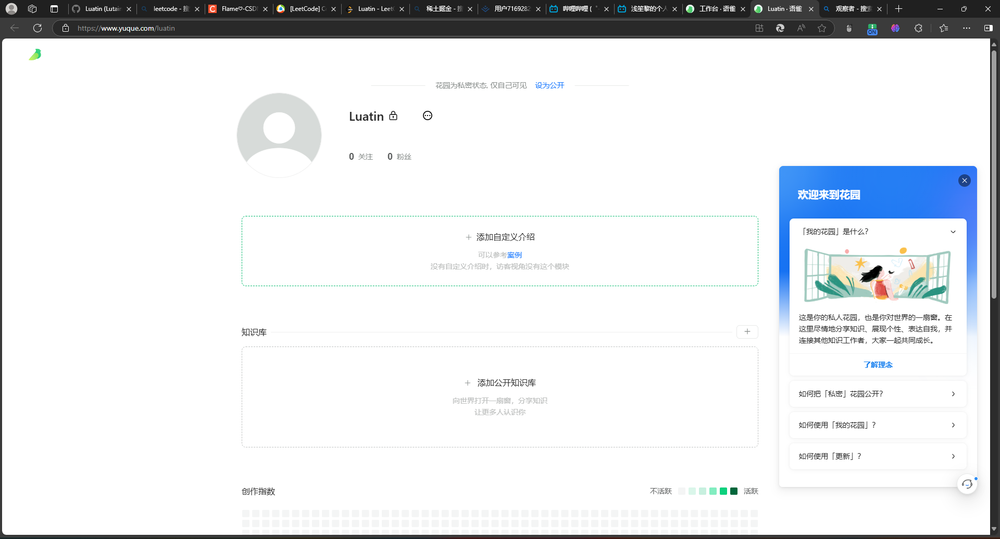 Luatin (Lutain
leetcode - 搜
Flame♡-CSD
[LeetCode] C
Luatin - Leet
稀土掘金 - 搜
用户7169282
哔哩哔哩 (゜-
浅笙黎的个人
工作台 · 语雀
Luatin · 语雀
观察者 - 搜索
https://www.yuque.com/luatin
ON
花园为私密状态, 仅自己可见 设为公开
Luatin
0 关注 0 粉丝
添加自定义介绍
可以参考案例
没有自定义介绍时，访客视角没有这个模块
知识库
添加公开知识库
向世界打开一扇窗，分享知识
让更多人认识你
创作指数
不活跃 活跃
欢迎来到花园
「我的花园」是什么？
这是你的私人花园，也是你对世界的一扇窗。在
这里尽情地分享知识、展现个性、表达自我，并
连接其他知识工作者，大家一起共同成长。
了解理念
如何把「私密」花园公开？
如何使用「我的花园」？
如何使用「更新」？